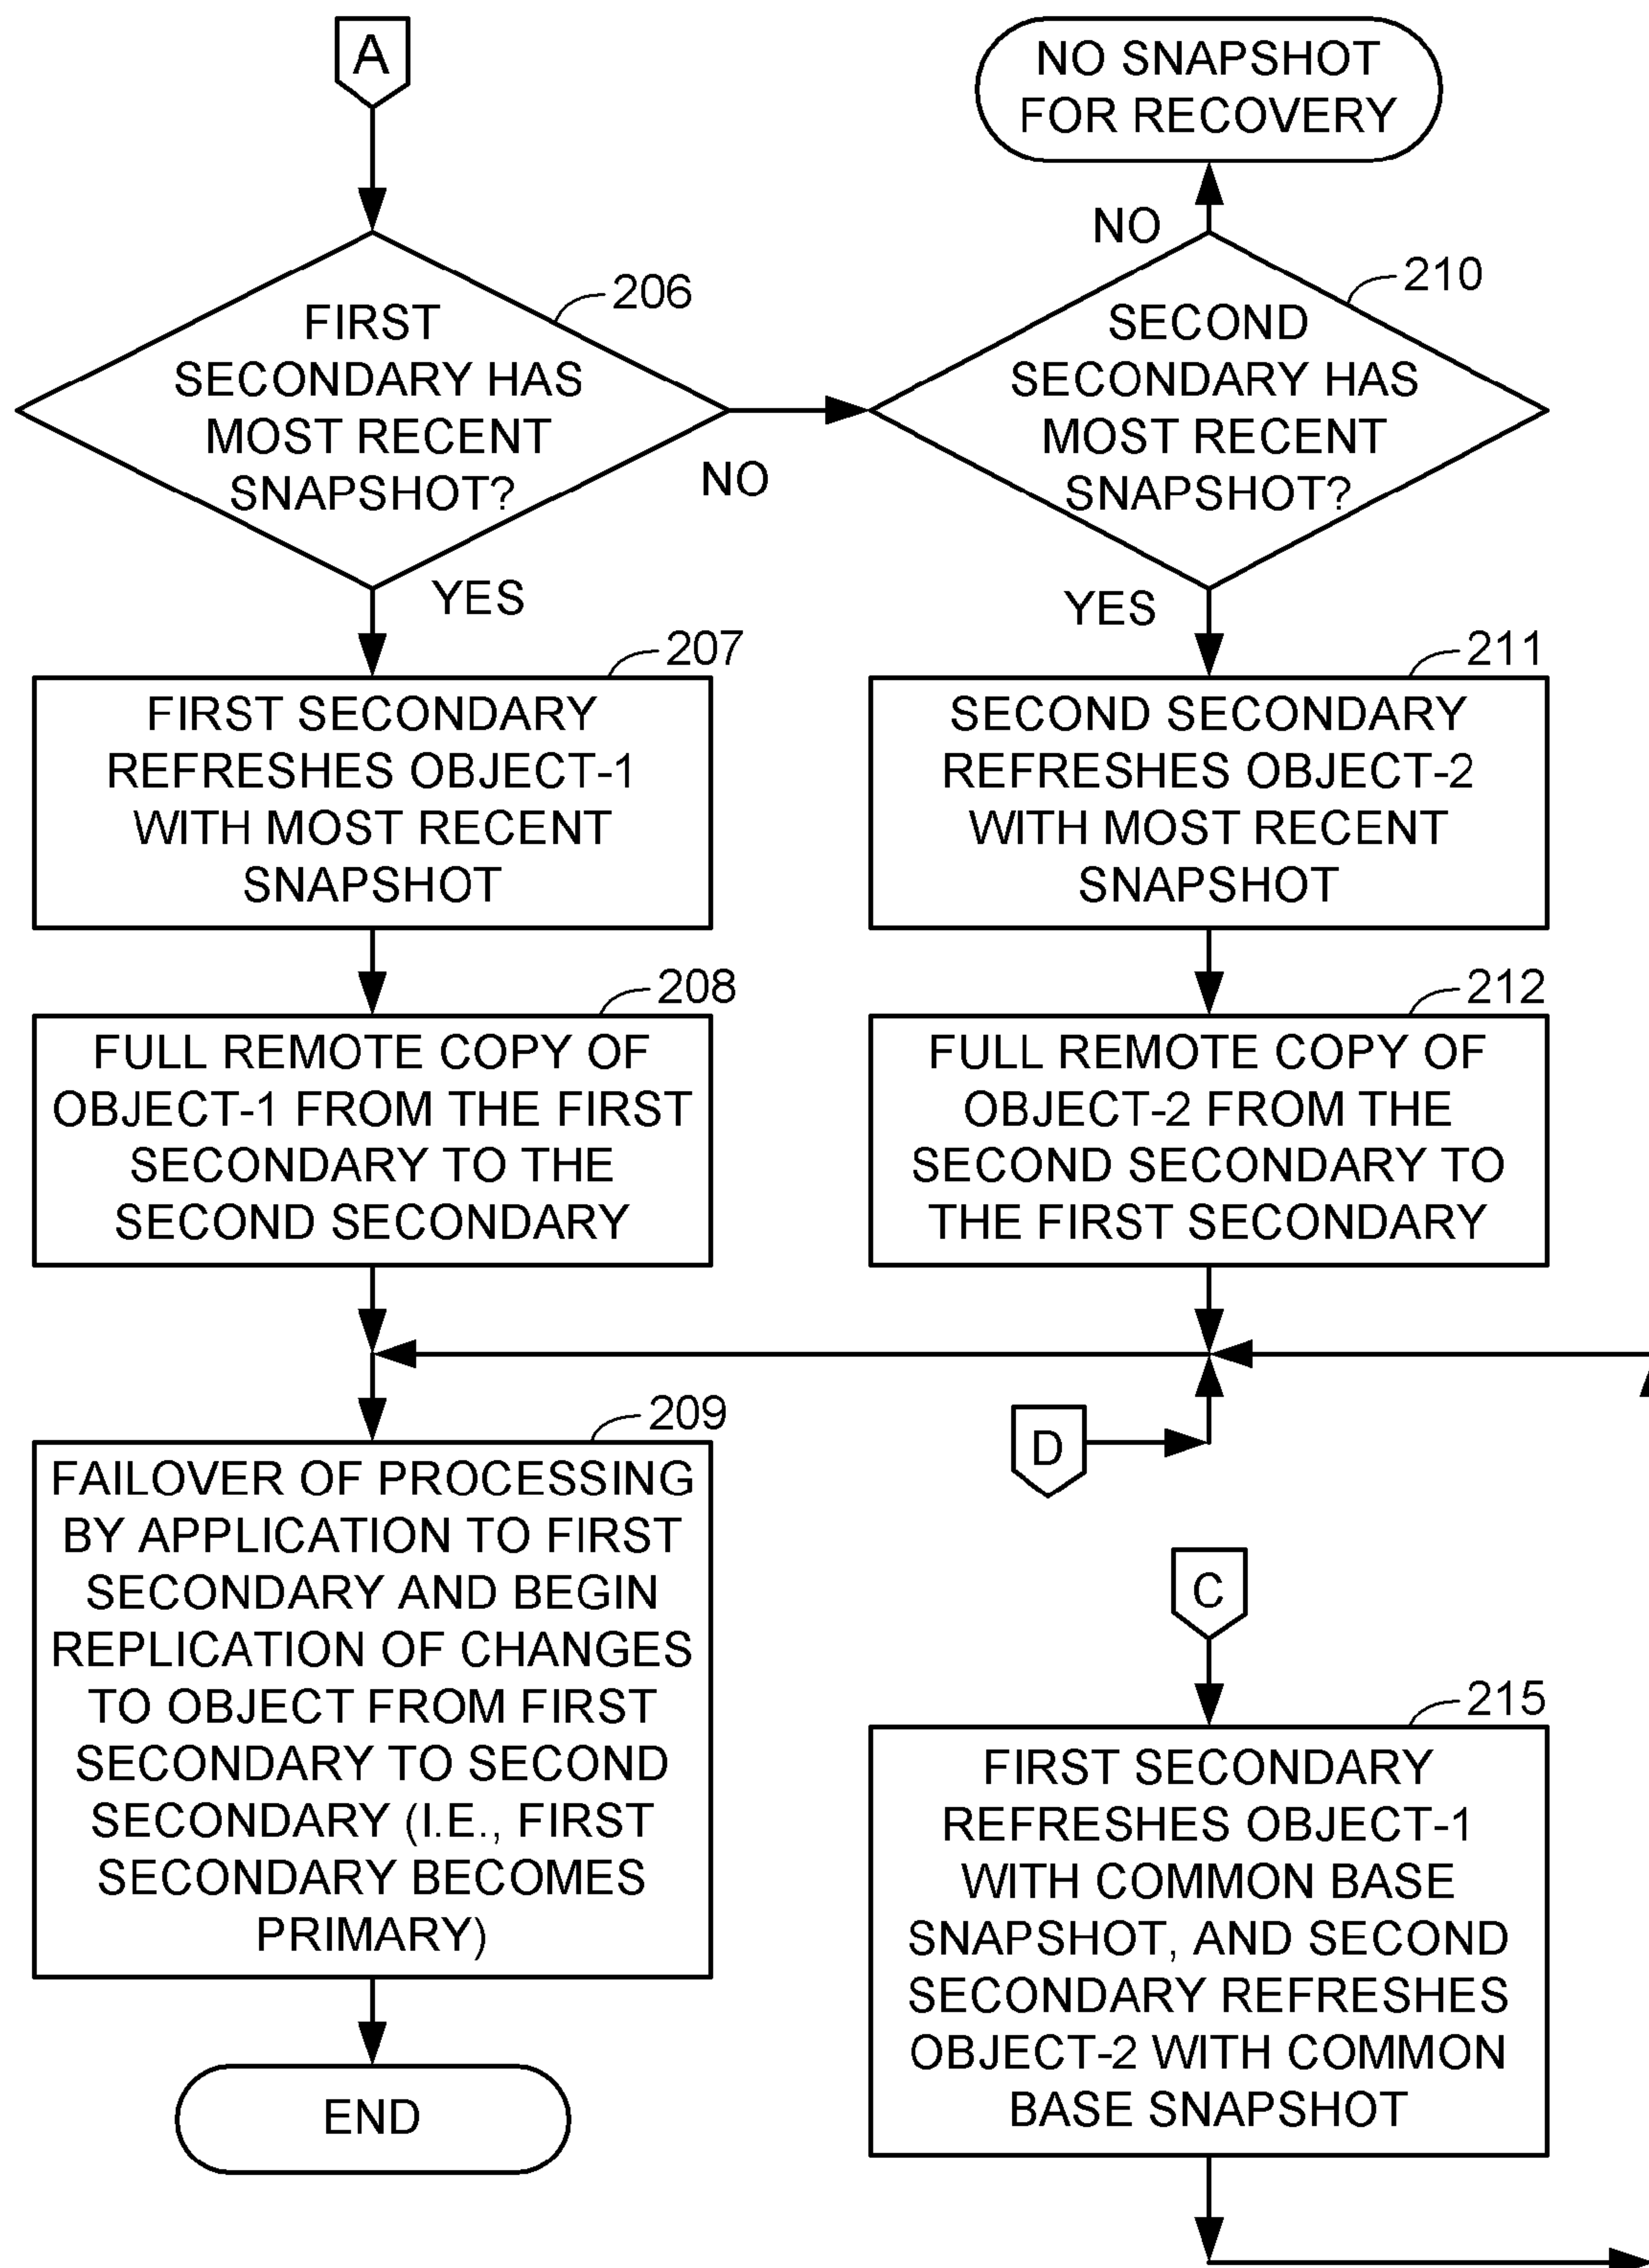 A
NO SNAPSHOT
FOR RECOVERY
NO
206
FIRST
SECONDARY HAS
MOST RECENT
SNAPSHOT?
NO
YES
210
SECOND
SECONDARY HAS
MOST RECENT
SNAPSHOT?
YES
207
FIRST SECONDARY
REFRESHES OBJECT-1
WITH MOST RECENT
SNAPSHOT
211
SECOND SECONDARY
REFRESHES OBJECT-2
WITH MOST RECENT
SNAPSHOT
208
FULL REMOTE COPY OF
OBJECT-1 FROM THE FIRST
SECONDARY TO THE
SECOND SECONDARY
212
FULL REMOTE COPY OF
OBJECT-2 FROM THE
SECOND SECONDARY TO
THE FIRST SECONDARY
209
FAILOVER OF PROCESSING
BY APPLICATION TO FIRST
SECONDARY AND BEGIN
REPLICATION OF CHANGES
TO OBJECT FROM FIRST
SECONDARY TO SECOND
SECONDARY (I.E., FIRST
SECONDARY BECOMES
PRIMARY)
END
D
C
215
FIRST SECONDARY
REFRESHES OBJECT-1
WITH COMMON BASE
SNAPSHOT, AND SECOND
SECONDARY REFRESHES
OBJECT-2 WITH COMMON
BASE SNAPSHOT